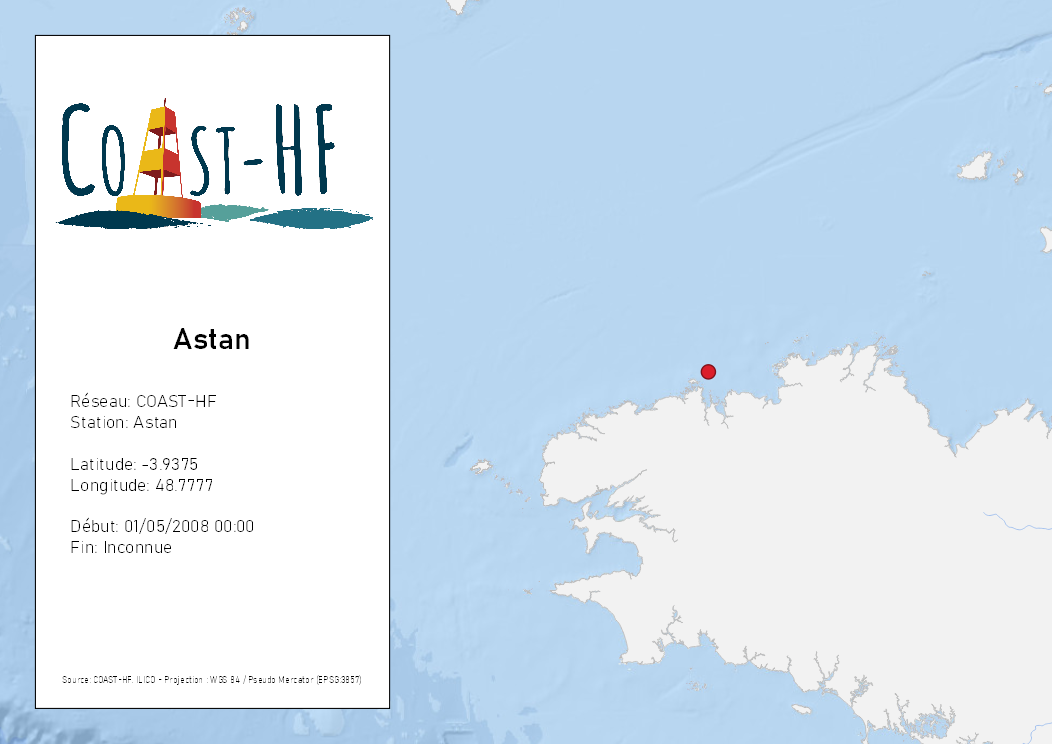 COAST-HF
Astan
Réseau: COAST-HF
Station: Astan
Latitude: -3.9375
Longitude: 48.7777
Début: 01/05/2008 00:00
Fin: Inconnue
Source: COAST-HF, ILICO - Projection : WGS 84 / Pseudo Mercator (EPSG:3857)